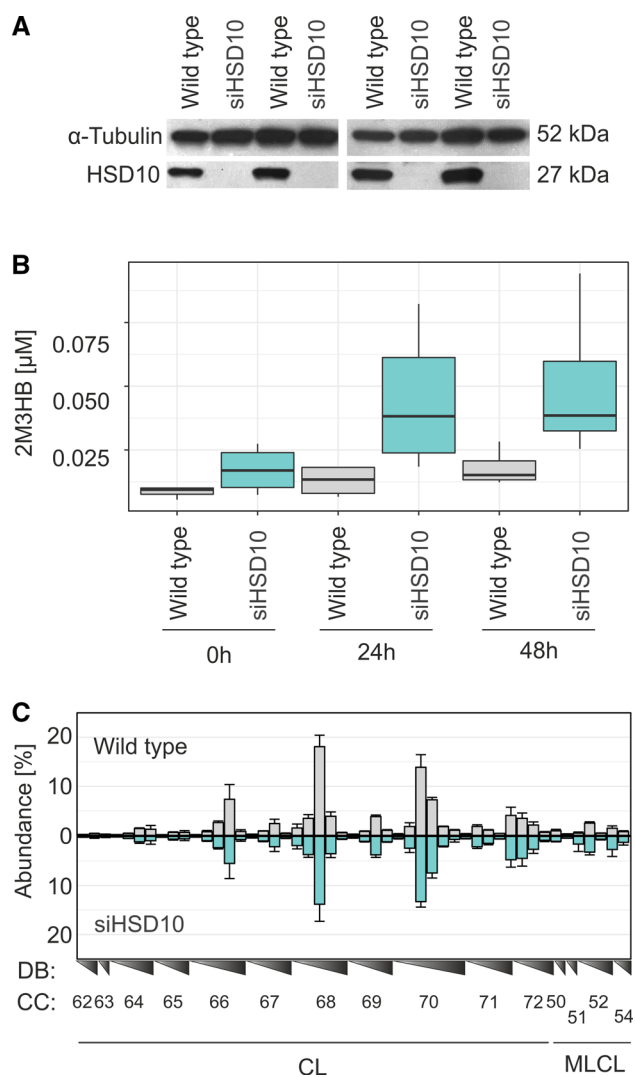 A
Wild type
siHSD10
Wild type
siHSD10
Wild type
siHSD10
Wild type
siHSD10
α-Tubulin
52 kDa
HSD10
27 kDa
B
2M3HB [µM]
0.075
0.050
0.025
Wild type
siHSD10
Wild type
siHSD10
Wild type
siHSD10
0h
24h
48h
C
Abundance [%]
20
10
0
10
20
Wild type
siHSD10
DB:
CC:
62 63 64 65 66 67 68 69 70 71 72 50 51 52 54
CL
MLCL